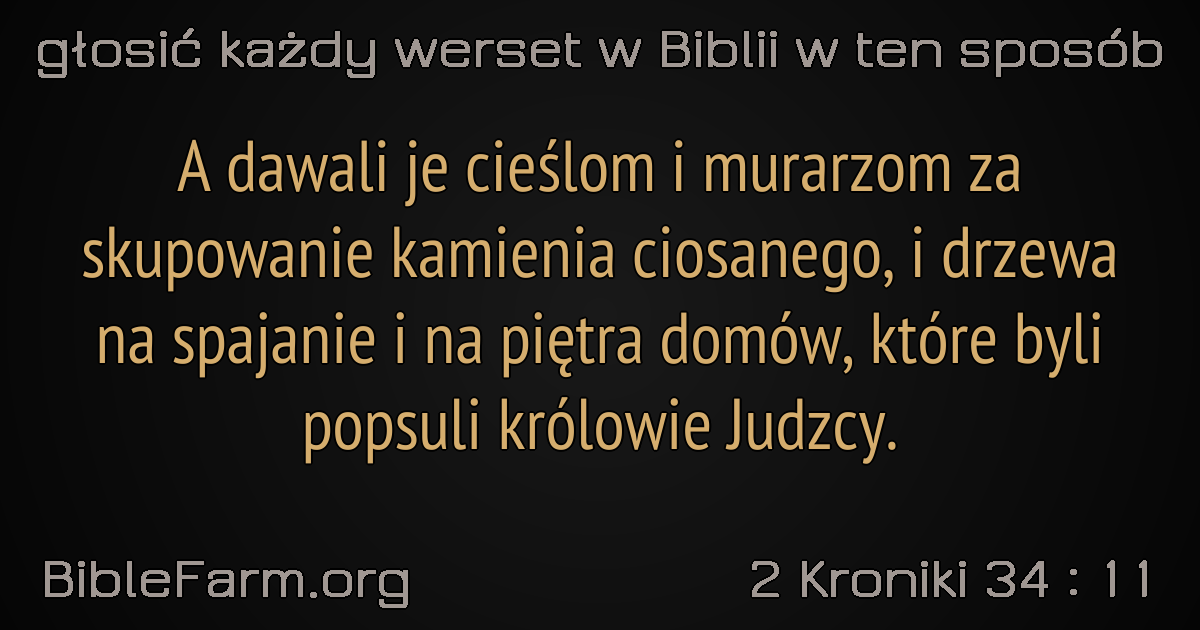 głosić każdy werset w Biblii w ten sposób
A dawali je cieślom i murarzom za
skupowanie kamienia ciosanego, i drzewa
na spajanie i na piętra domów, które byli
popsuli królowie Judzcy.
BibleFarm.org
2 Kroniki 34 : 11